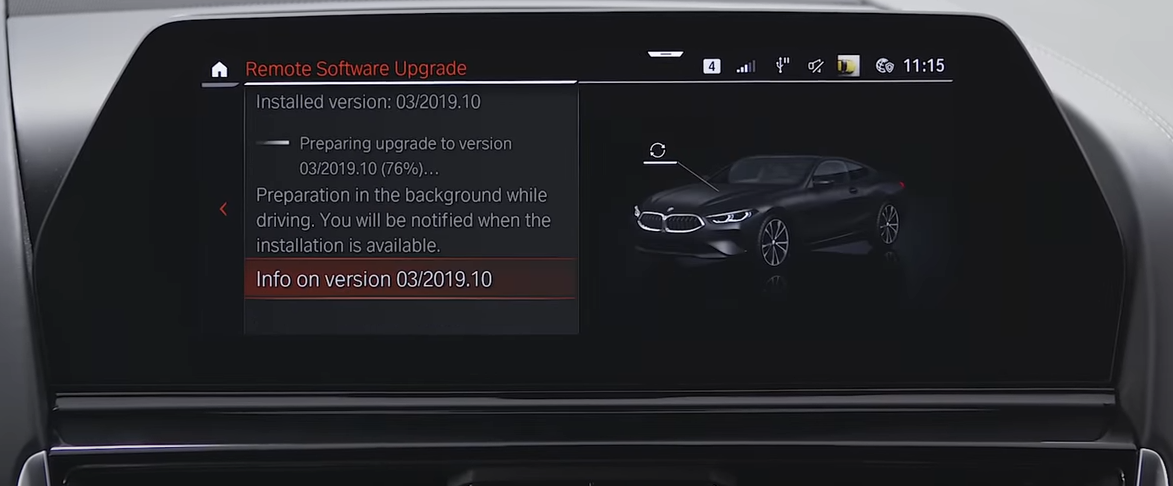 Remote Software Upgrade
4
11:15
Installed version: 03/2019.10
Preparing upgrade to version
03/2019.10 (76%)...
Preparation in the background while
driving. You will be notified when the
installation is available.
Info on version 03/2019.10